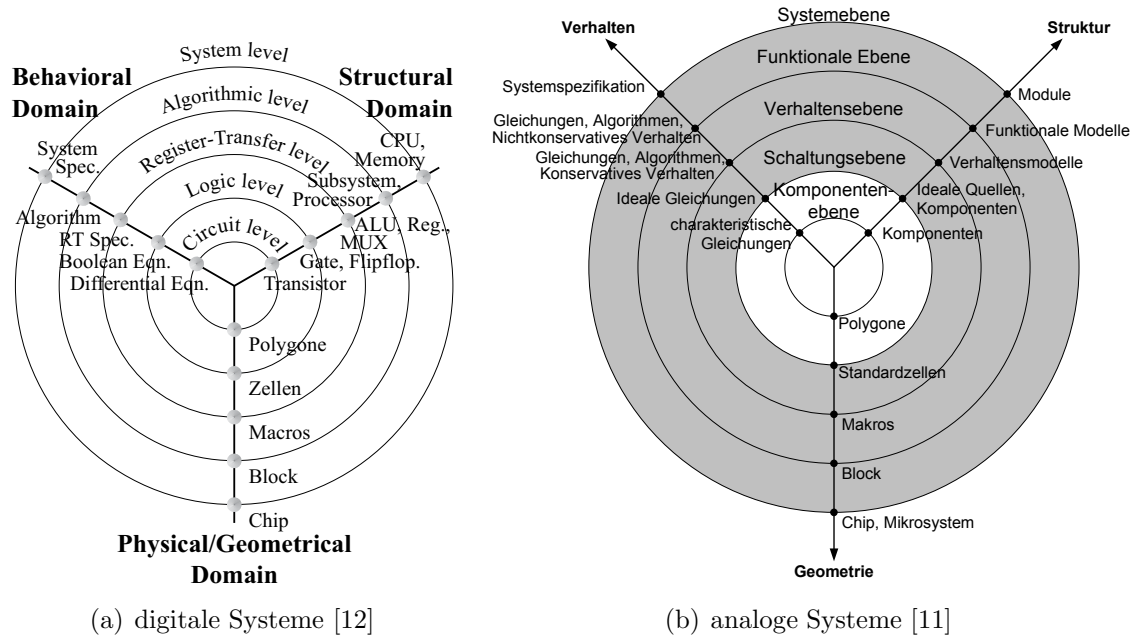 System level
Behavioral
Domain
Structural
Domain
Algorithmic level
Register-Transfer level
Logic level
Circuit level
System
Spec.
Algorithm
RT Spec.
Boolean Eqn.
Differential Eqn.
CPU,
Memory
Subsystem,
Processor
ALU, Reg.,
MUX
Gate, Flipflop.
Transistor
Polygone
Zellen
Macros
Block
Chip
Physical/Geometrical
Domain
(a) digitale Systeme [12]
Systemebene
Verhalten
Struktur
Funktionale Ebene
Verhaltensebene
Schaltungsebene
Komponenten-
ebene
Systemspezifikation
Gleichungen, Algorithmen,
Nichtkonservatives Verhalten
Gleichungen, Algorithmen,
Konservatives Verhalten
Ideale Gleichungen
charakteristische
Gleichungen
Module
Funktionale Modelle
Verhaltensmodelle
Ideale Quellen,
Komponenten
Komponenten
Polygone
Standardzellen
Makros
Block
Chip, Mikrosystem
Geometrie
(b) analoge Systeme [11]